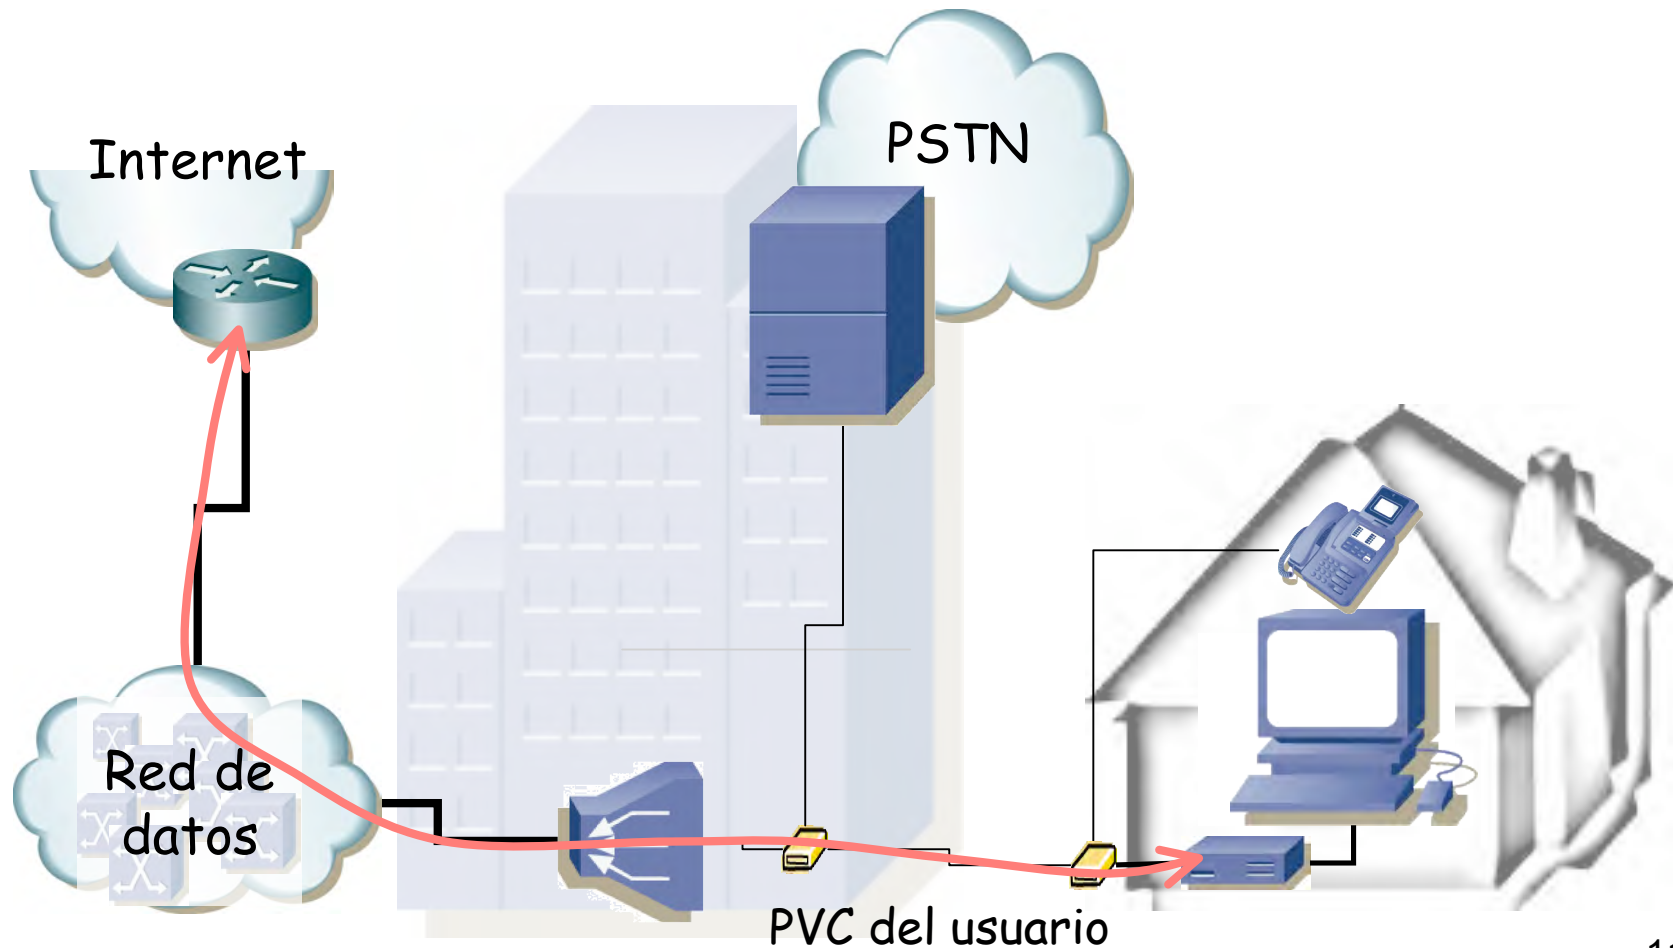 PSTN
Internet
Red de
datos
PVC del usuario